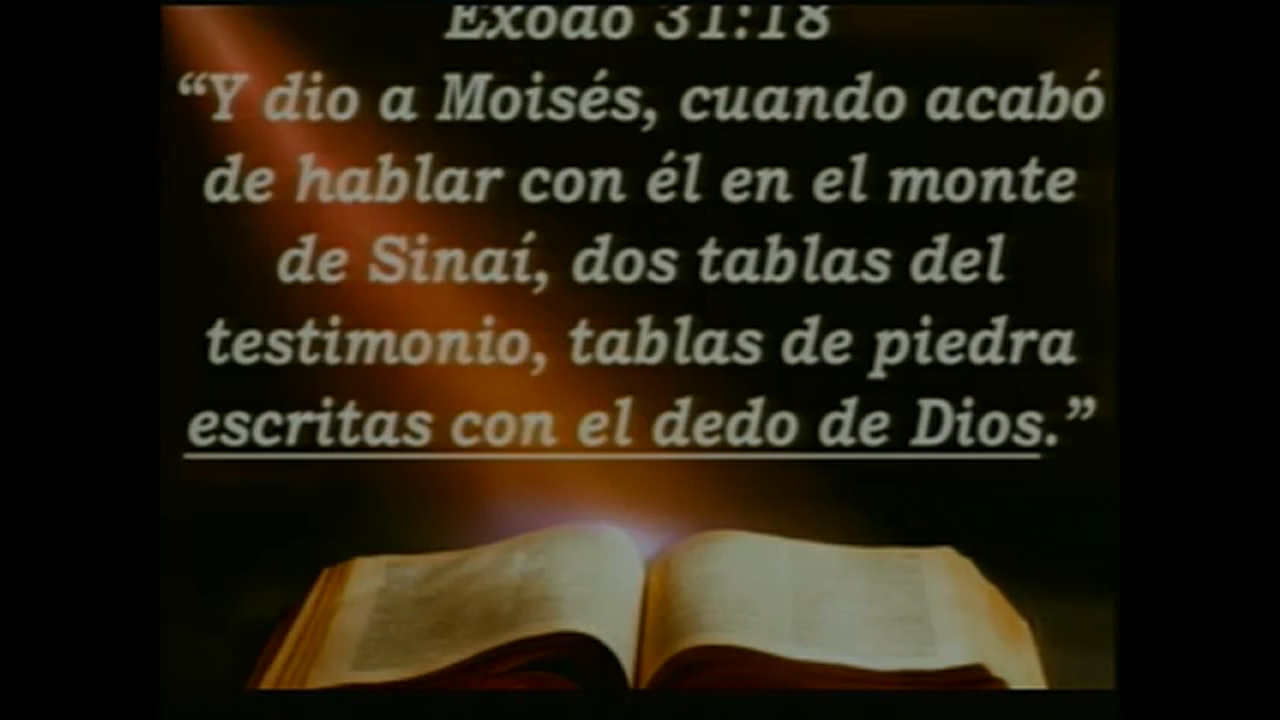 Exodo 31:18
“Y dio a Moisés, cuando acabó
de hablar con él en el monte
de Sinaí, dos tablas del
testimonio, tablas de piedra
escritas con el dedo de Dios.”